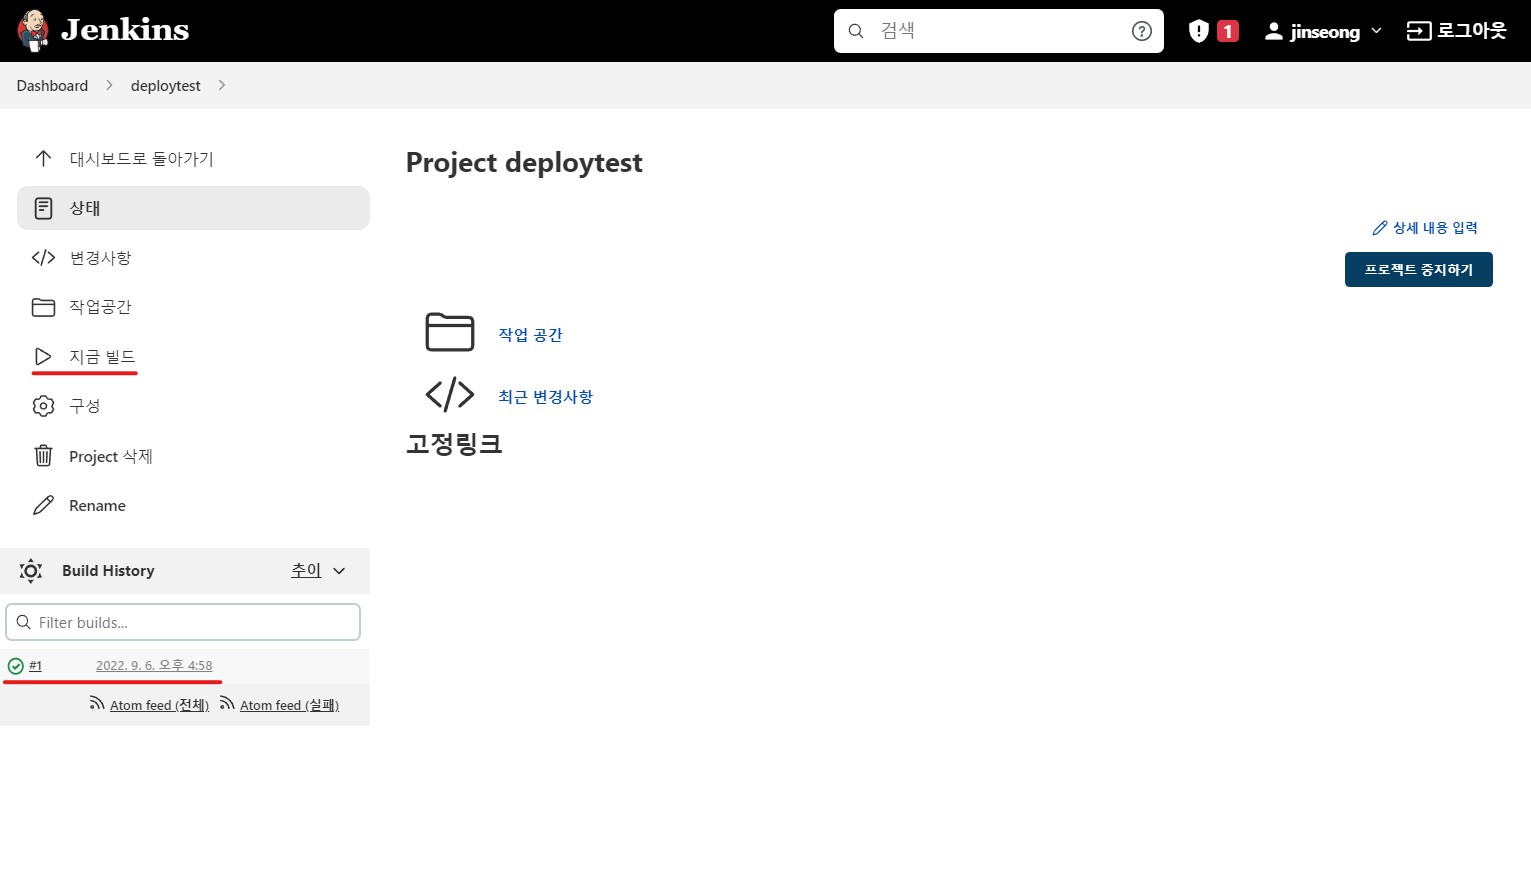 Jenkins
검색
1
jinseong
로그아웃
Dashboard
deploytest
대시보드로 돌아가기
상태
변경사항
작업공간
지금 빌드
구성
Project 삭제
Rename
Build History
추이
Filter builds...
#1 2022. 9. 6. 오후 4:58
Atom feed (전체) Atom feed (실패)
Project deploytest
상세 내용 입력
프로젝트 중지하기
작업 공간
최근 변경사항
고정링크